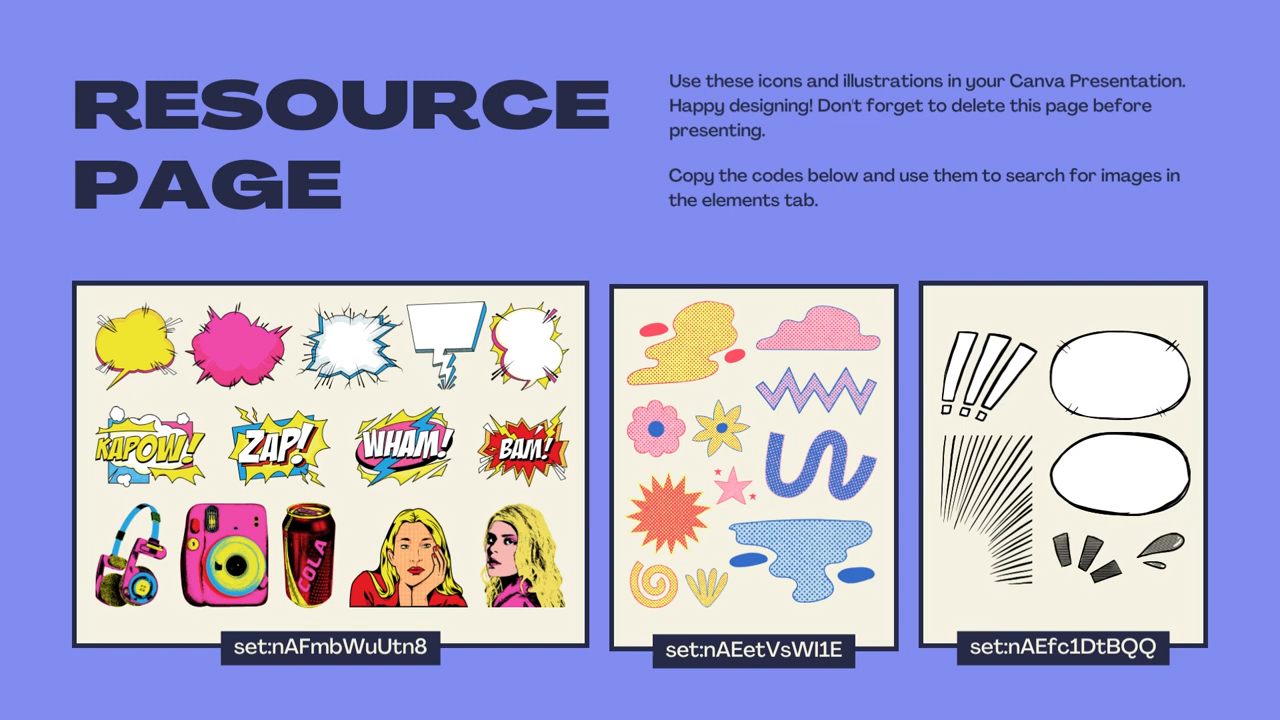 RESOURCE
PAGE
Use these icons and illustrations in your Canva Presentation.
Happy designing! Don't forget to delete this page before
presenting.
Copy the codes below and use them to search for images in
the elements tab.
KAPOW!
ZAP!
WHAM!
BAM!
COLA
set:nAFmbWuUtn8
set:nAEetVsWI1E
set:nAEfc1DtBQQ